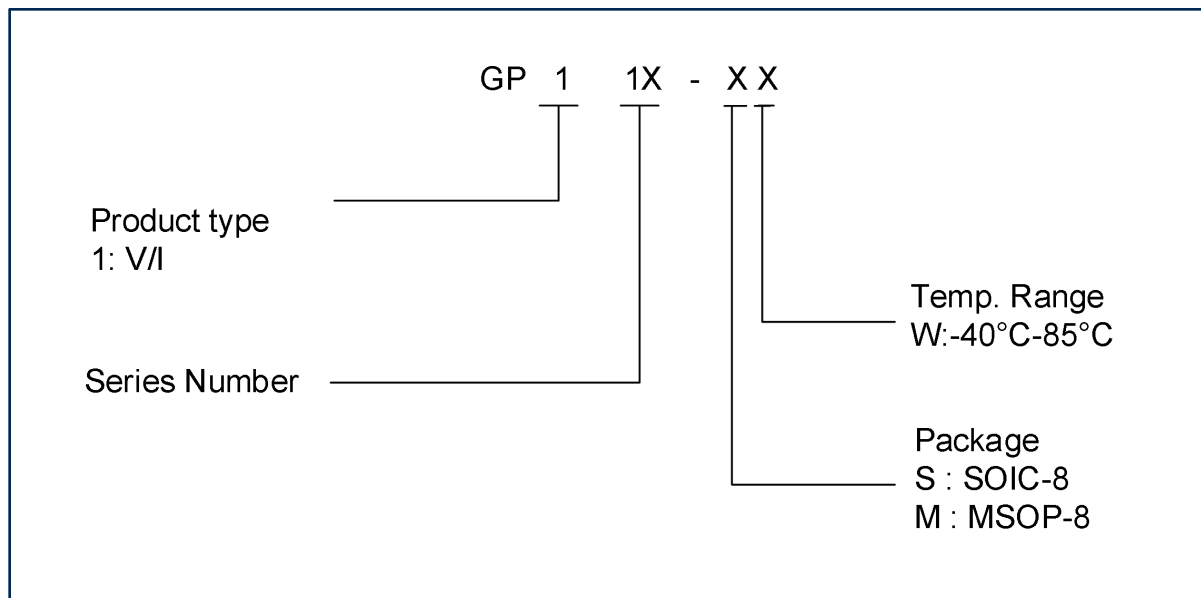 GP 1 1X - X X
Product type
1: V/I
Temp. Range
W:-40°C-85°C
Series Number
Package
S : SOIC-8
M : MSOP-8